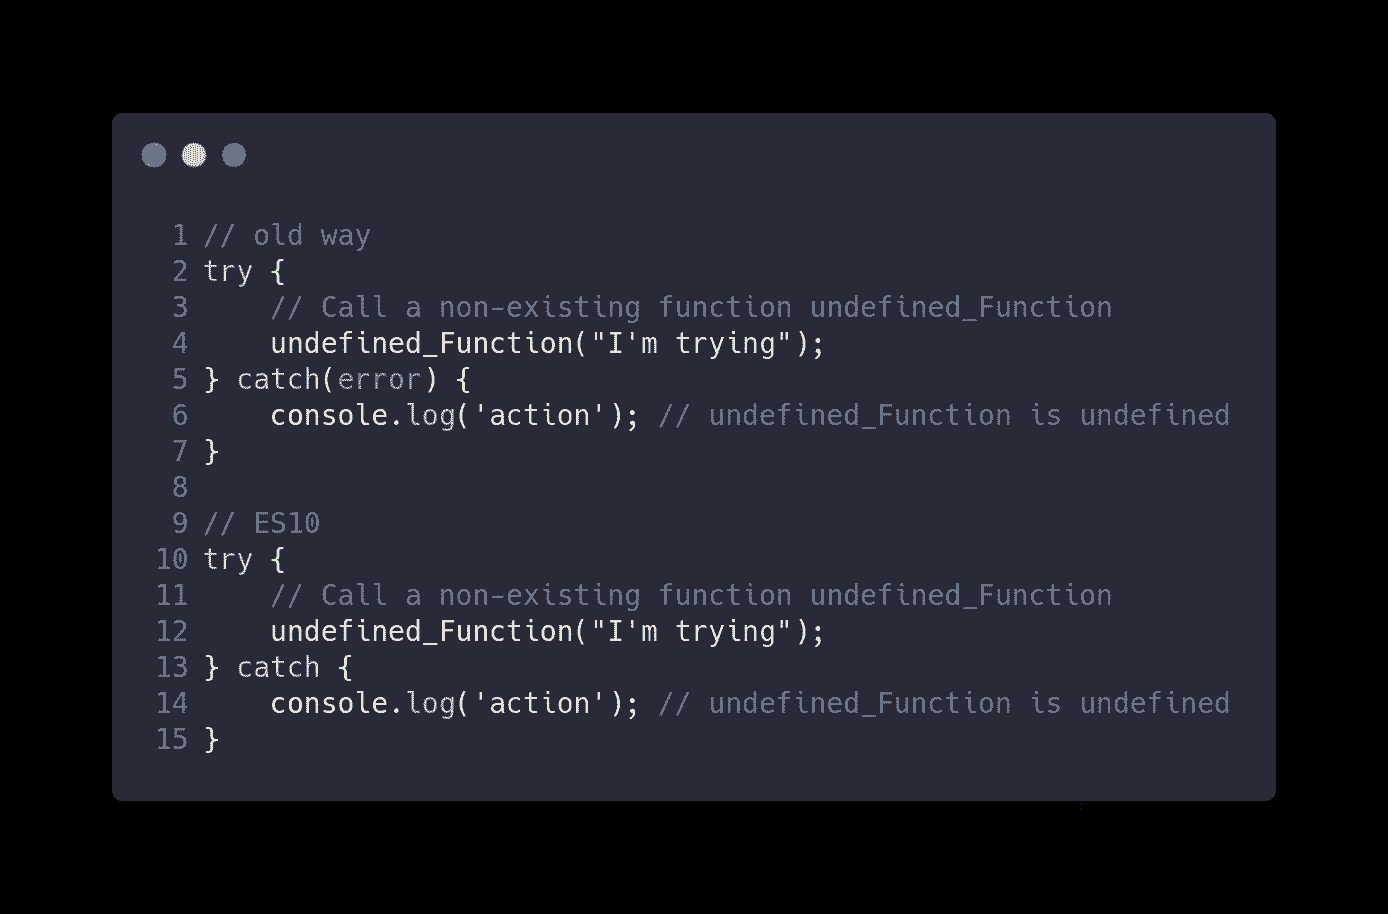 1 // old way
2 try {
3     // Call a non-existing function undefined_Function
4     undefined_Function("I'm trying");
5 } catch(error) {
6     console.log('action'); // undefined_Function is undefined
7 }
8
9 // ES10
10 try {
11     // Call a non-existing function undefined_Function
12     undefined_Function("I'm trying");
13 } catch {
14     console.log('action'); // undefined_Function is undefined
15 }